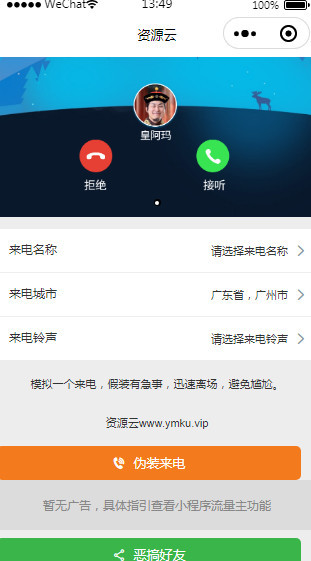 ●●●●● WeChat 13:49 100%
资源云
皇阿玛
拒绝 接听
来电名称 请选择来电名称
来电城市 广东省，广州市
来电铃声 请选择来电铃声
模拟一个来电，假装有急事，迅速离场，避免尴尬。
资源云www.ymku.vip
伪装来电
暂无广告，具体指引查看小程序流量主功能
恶搞好友